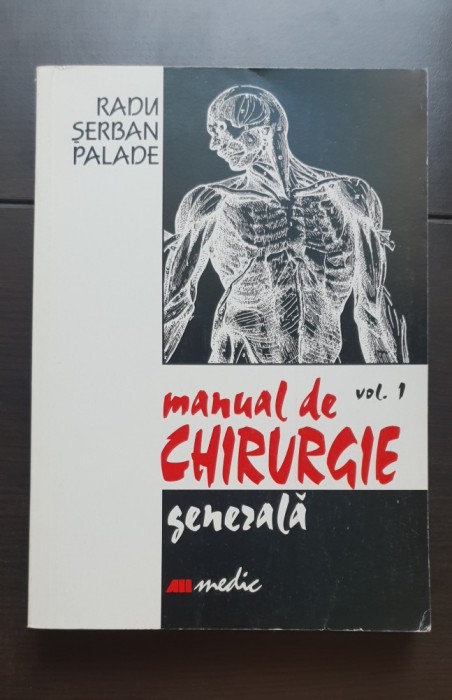 RADU
ŞERBAN
PALADE
manual de vol. 1
CHIRURGIE
generală
ALL medic